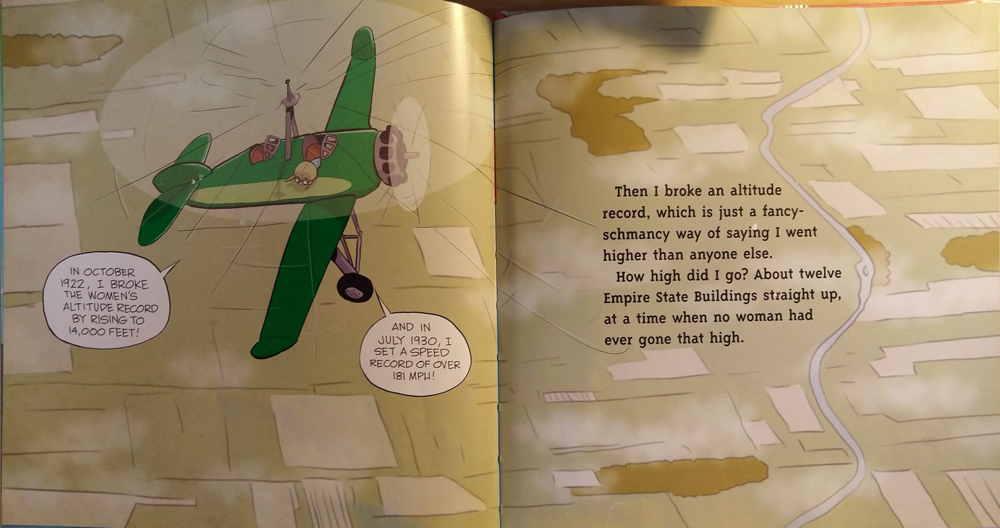 IN OCTOBER
1922, I BROKE
THE WOMEN'S
ALTITUDE RECORD
BY RISING TO
14,000 FEET!
AND IN
JULY 1930, I
SET A SPEED
RECORD OF OVER
181 MPH!
Then I broke an altitude
record, which is just a fancy-
schmancy way of saying I went
higher than anyone else.
How high did I go? About twelve
Empire State Buildings straight up,
at a time when no woman had
ever gone that high.